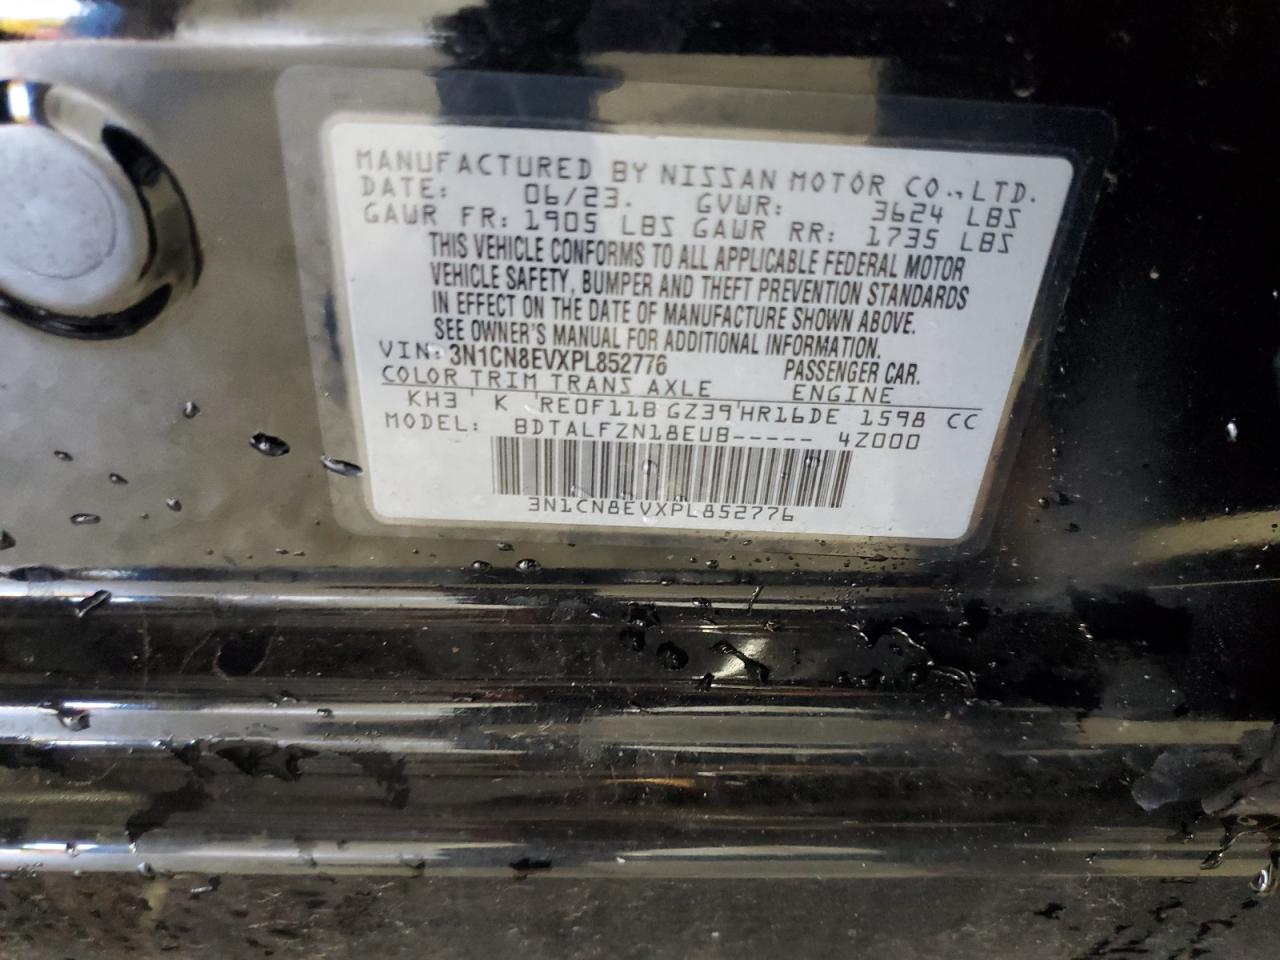 MANUFACTURED BY NISSAN MOTOR CO.,LTD.
DATE: 06/23. GVWR: 3624 LBS
GAWR FR: 1905 LBS GAWR RR: 1735 LBS
THIS VEHICLE CONFORMS TO ALL APPLICABLE FEDERAL MOTOR
VEHICLE SAFETY, BUMPER AND THEFT PREVENTION STANDARDS
IN EFFECT ON THE DATE OF MANUFACTURE SHOWN ABOVE.
SEE OWNER'S MANUAL FOR ADDITIONAL INFORMATION.
VIN: 3N1CN8EVXPL852776 PASSENGER CAR.
COLOR TRIM TRANS AXLE ENGINE
KH3 ' K ' RE0F11B GZ39'HR16DE 1598 CC
MODEL: BDTALFZN18EUB----- 4Z000
3N1CN8EVXPL852776